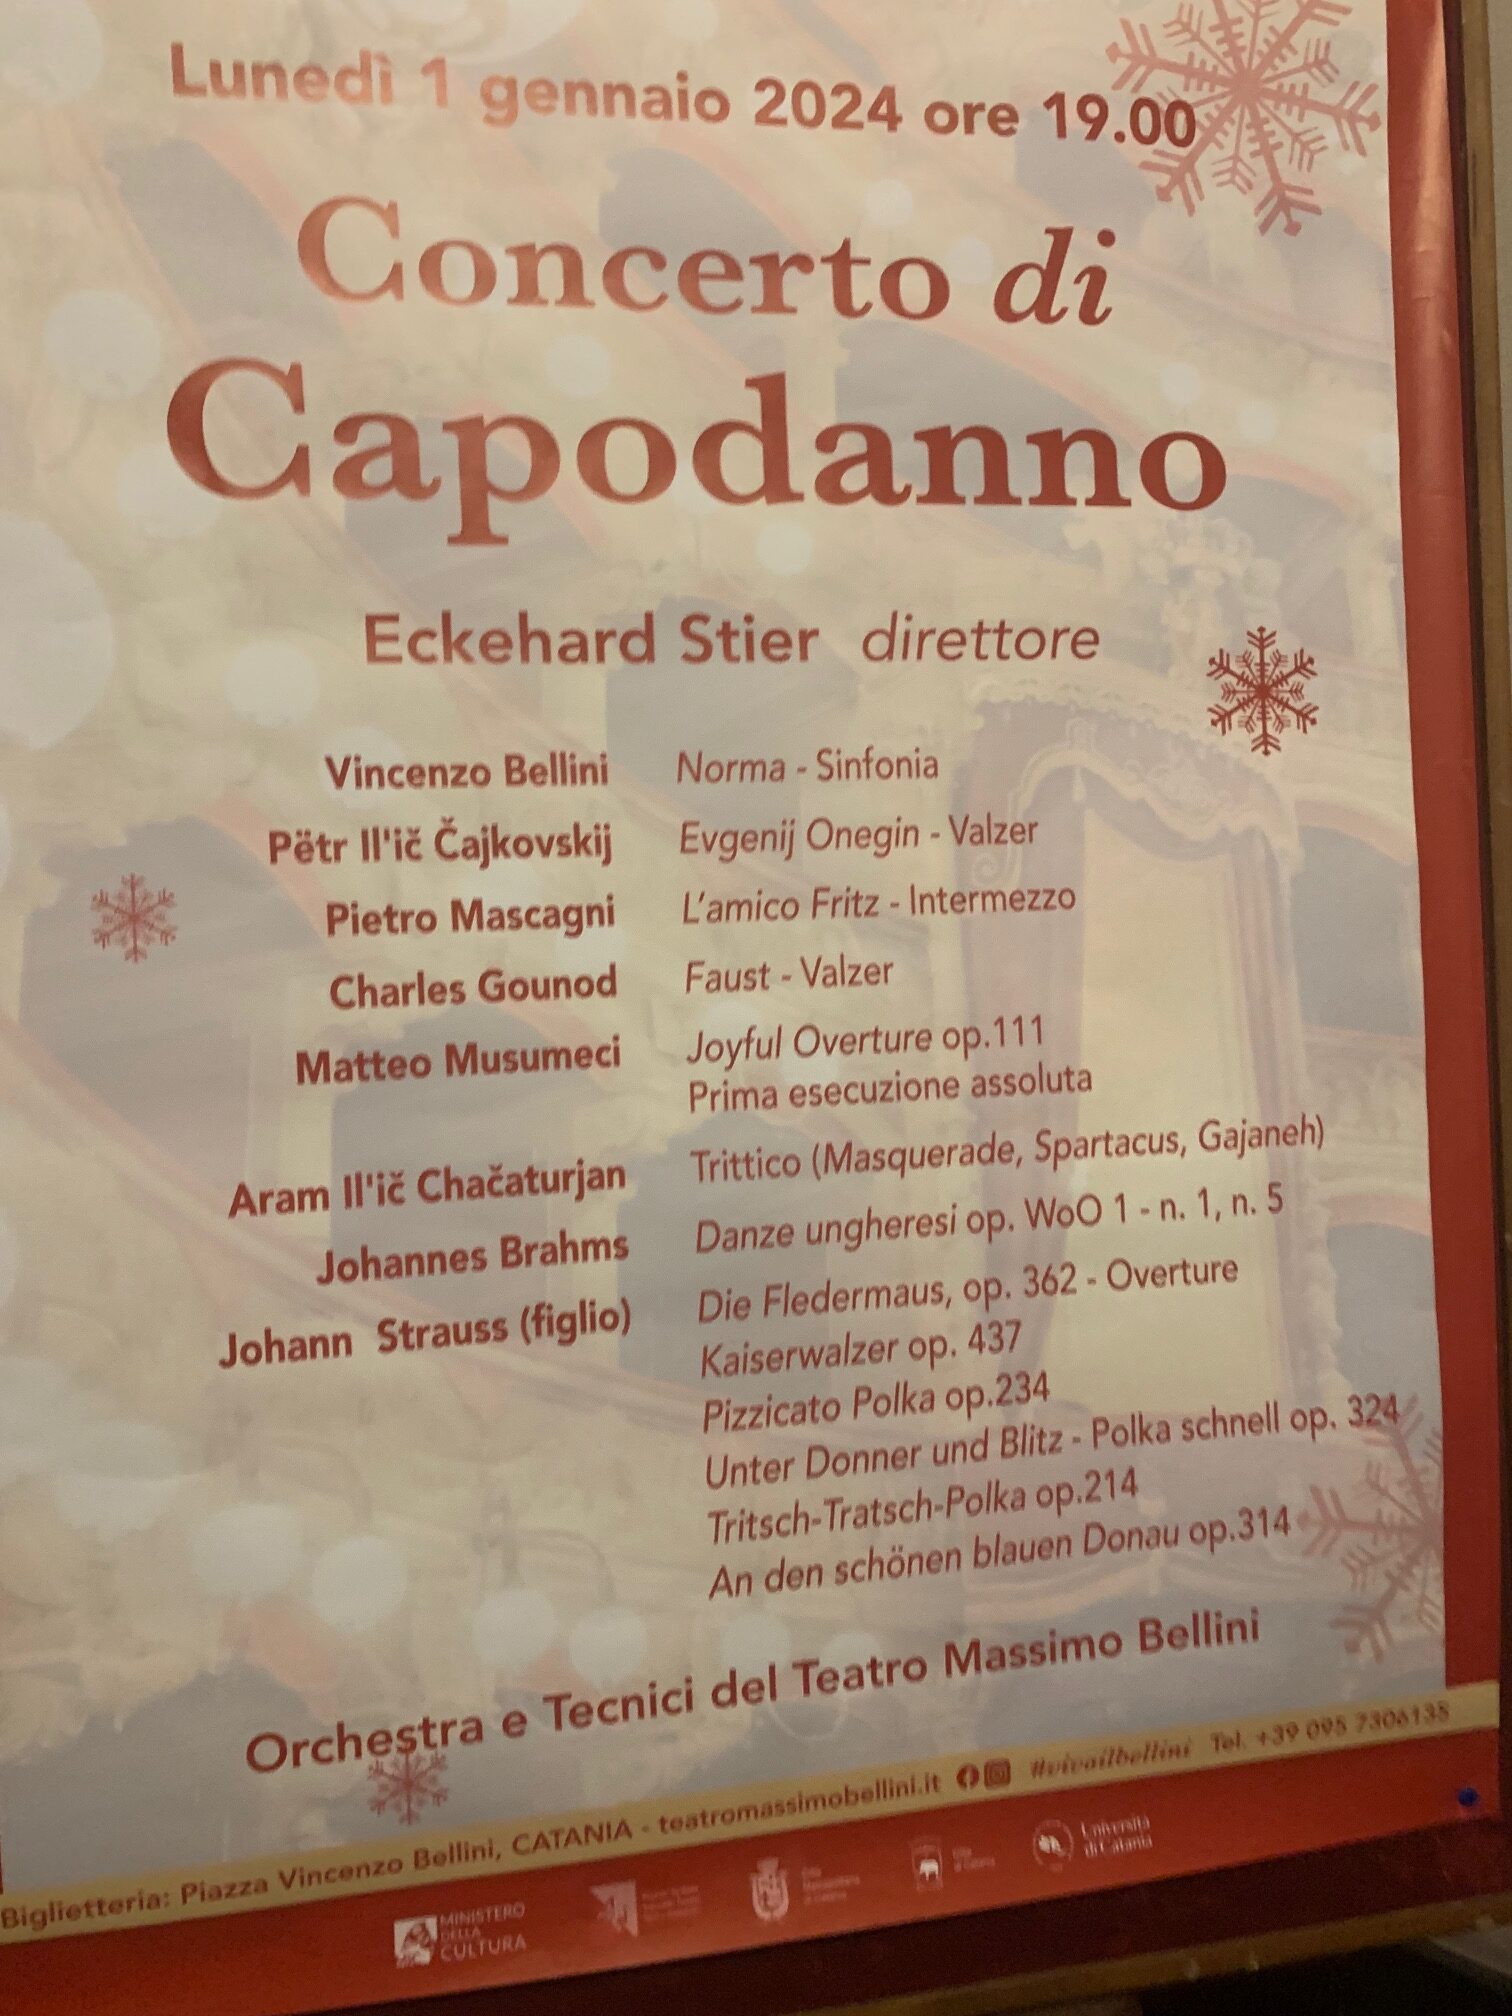 Lunedì 1 gennaio 2024 ore 19.00
Concerto di
Capodanno
Eckehard Stier direttore
Vincenzo Bellini Norma - Sinfonia
Pëtr Il'ič Čajkovskij Evgenij Onegin - Valzer
Pietro Mascagni L'amico Fritz - Intermezzo
Charles Gounod Faust - Valzer
Matteo Musumeci Joyful Overture op.111
Prima esecuzione assoluta
Aram Il'ič Chačaturjan Trittico (Masquerade, Spartacus, Gajaneh)
Johannes Brahms Danze ungheresi op. WoO 1 - n. 1, n. 5
Johann Strauss (figlio) Die Fledermaus, op. 362 - Overture
Kaiserwalzer op. 437
Pizzicato Polka op.234
Unter Donner und Blitz - Polka schnell op. 324
Tritsch-Tratsch-Polka op.214
An den schönen blauen Donau op.314
Orchestra e Tecnici del Teatro Massimo Bellini
Biglietteria: Piazza Vincenzo Bellini, CATANIA - teatromassimobellini.it #vivailbellini Tel. +39 095 7306135
MINISTERO
DELLA
CULTURA
Università
di Catania